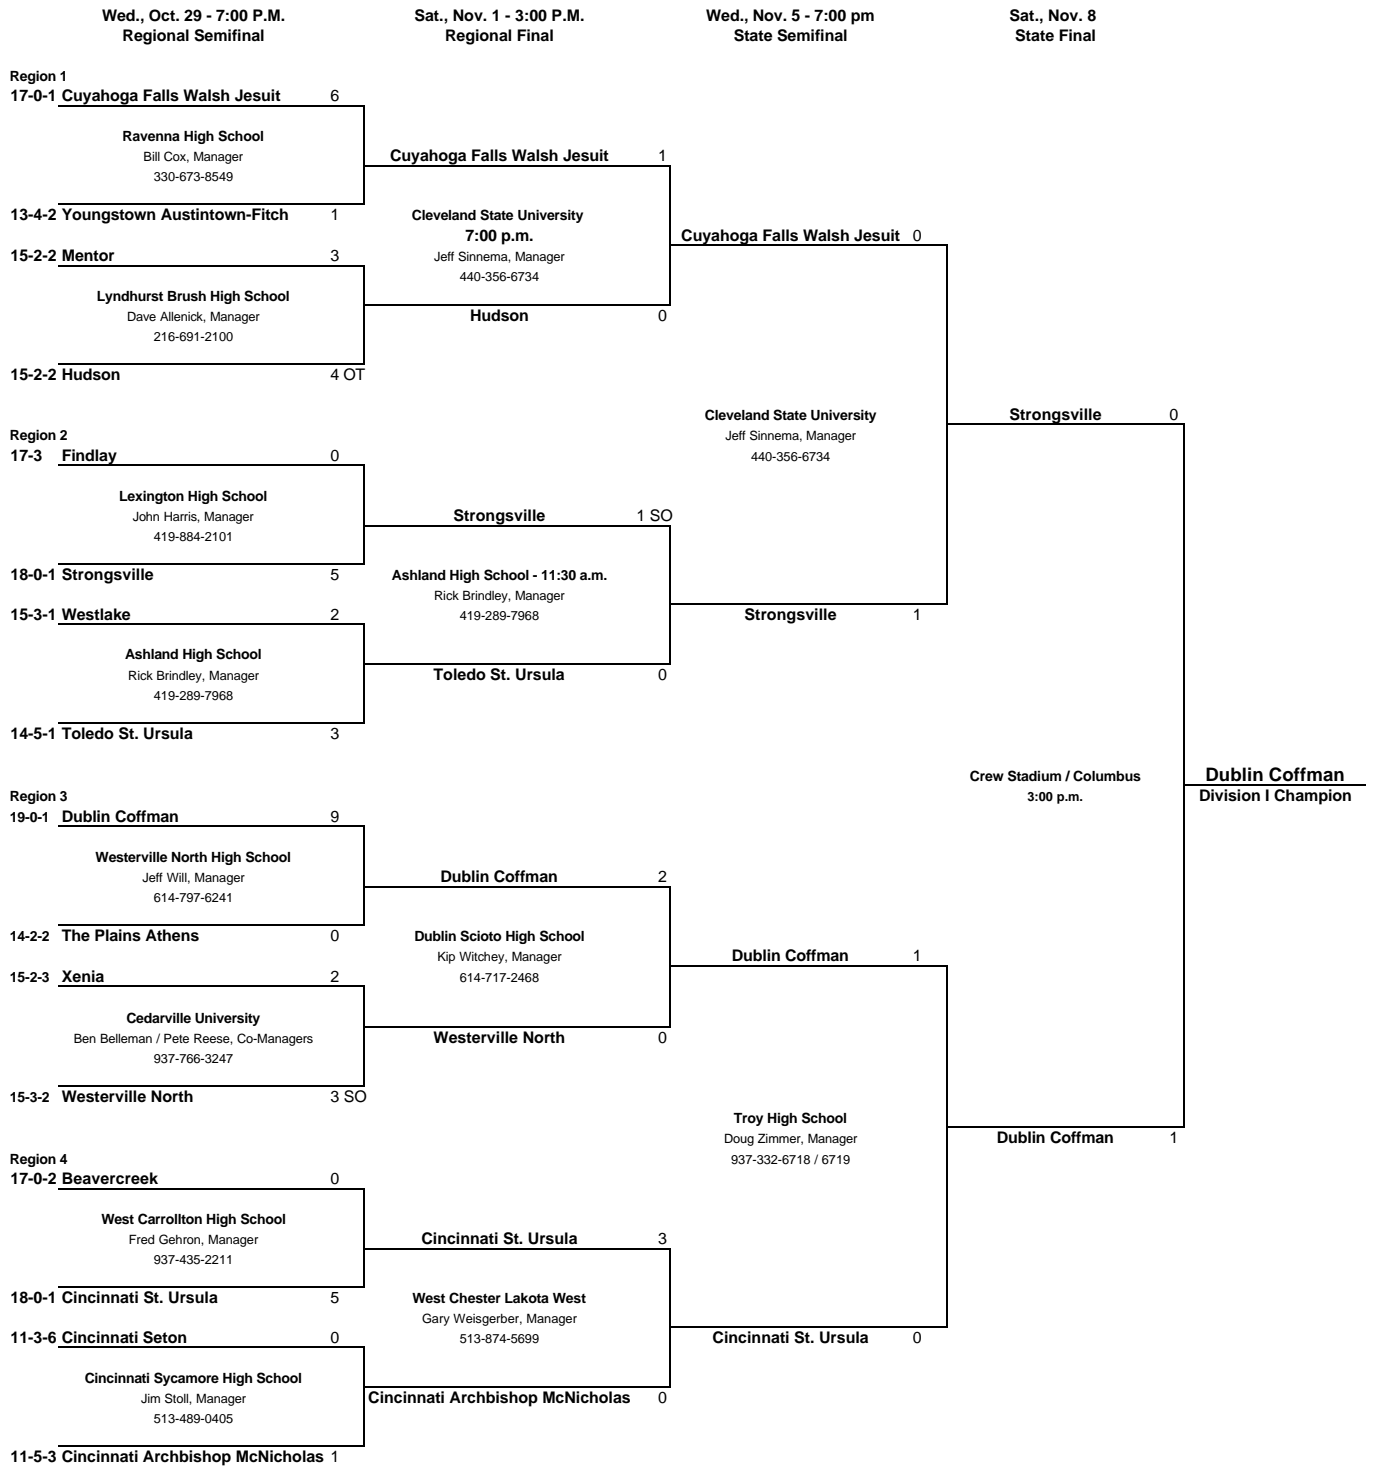 Wed., Oct. 29 - 7:00 P.M.
Regional Semifinal
Sat., Nov. 1 - 3:00 P.M.
Regional Final
Wed., Nov. 5 - 7:00 pm
State Semifinal
Sat., Nov. 8
State Final
Region 1
17-0-1 Cuyahoga Falls Walsh Jesuit 6
Ravenna High School
Bill Cox, Manager
330-673-8549
13-4-2 Youngstown Austintown-Fitch 1
15-2-2 Mentor 3
Lyndhurst Brush High School
Dave Allenick, Manager
216-691-2100
15-2-2 Hudson 4 OT
Region 2
17-3 Findlay 0
Lexington High School
John Harris, Manager
419-884-2101
18-0-1 Strongsville 5
15-3-1 Westlake 2
Ashland High School
Rick Brindley, Manager
419-289-7968
14-5-1 Toledo St. Ursula 3
Region 3
19-0-1 Dublin Coffman 9
Westerville North High School
Jeff Will, Manager
614-797-6241
14-2-2 The Plains Athens 0
15-2-3 Xenia 2
Cedarville University
Ben Belleman / Pete Reese, Co-Managers
937-766-3247
15-3-2 Westerville North 3 SO
Region 4
17-0-2 Beavercreek 0
West Carrollton High School
Fred Gehron, Manager
937-435-2211
18-0-1 Cincinnati St. Ursula 5
11-3-6 Cincinnati Seton 0
Cincinnati Sycamore High School
Jim Stoll, Manager
513-489-0405
11-5-3 Cincinnati Archbishop McNicholas 1
Cuyahoga Falls Walsh Jesuit 1
Cleveland State University
7:00 p.m.
Jeff Sinnema, Manager
440-356-6734
Hudson 0
Strongsville 1 SO
Ashland High School - 11:30 a.m.
Rick Brindley, Manager
419-289-7968
Toledo St. Ursula 0
Dublin Coffman 2
Dublin Scioto High School
Kip Witchey, Manager
614-717-2468
Westerville North 0
Cincinnati St. Ursula 3
West Chester Lakota West
Gary Weisgerber, Manager
513-874-5699
Cincinnati Archbishop McNicholas 0
Cuyahoga Falls Walsh Jesuit 0
Cleveland State University
Jeff Sinnema, Manager
440-356-6734
Strongsville 1
Dublin Coffman 1
Troy High School
Doug Zimmer, Manager
937-332-6718 / 6719
Cincinnati St. Ursula 0
Strongsville 0
Crew Stadium / Columbus
3:00 p.m.
Dublin Coffman 1
Dublin Coffman
Division I Champion